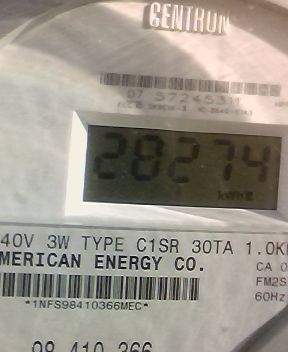 CENTRON
07 57245311
28274
kWh
40V 3W TYPE C1SR 30TA 1.0K
MERICAN ENERGY CO.
CA 0
FM2S
*1NFS98410366MEC*
60Hz
98 410 366